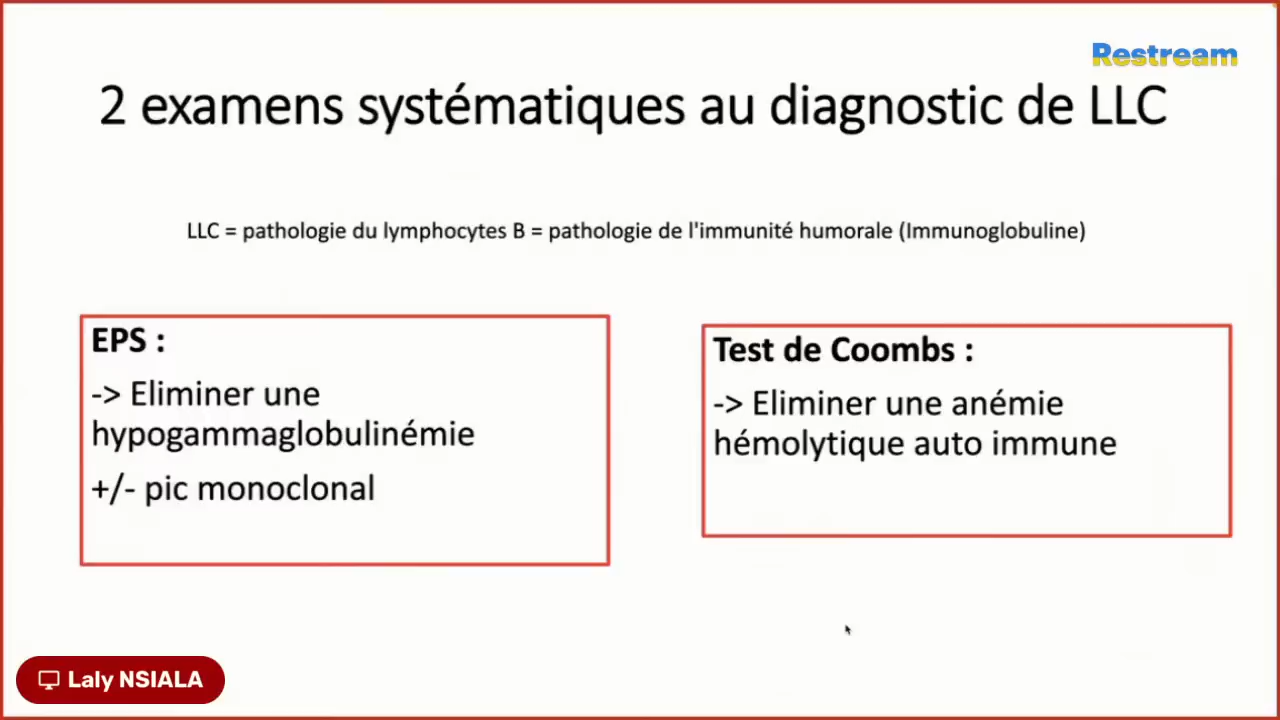 Restream
2 examens systématiques au diagnostic de LLC
LLC = pathologie du lymphocytes B = pathologie de l'immunité humorale (Immunoglobuline)
EPS :
-> Eliminer une
hypogammaglobulinémie
+/- pic monoclonal
Test de Coombs :
-> Eliminer une anémie
hémolytique auto immune
Laly NSIALA